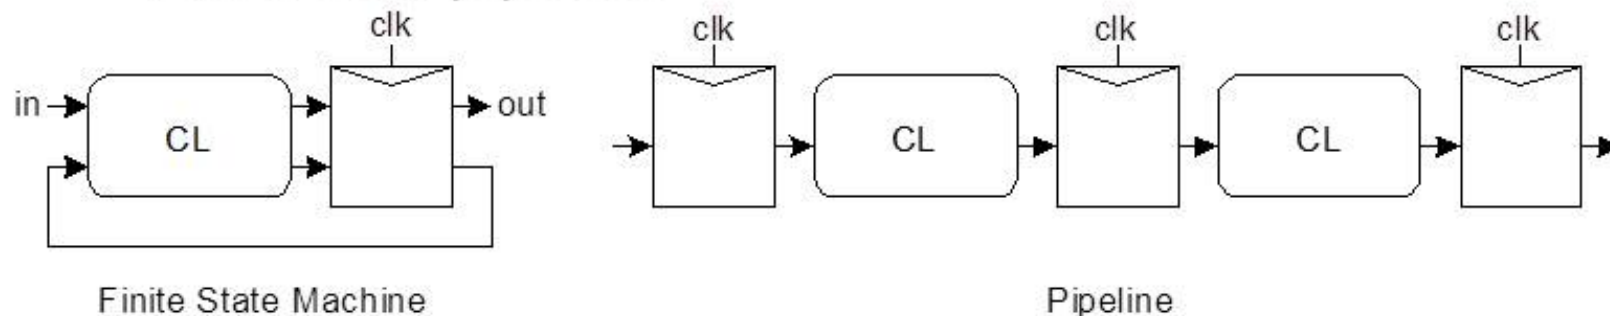 clk clk clk clk
in out
CL CL CL
Finite State Machine Pipeline